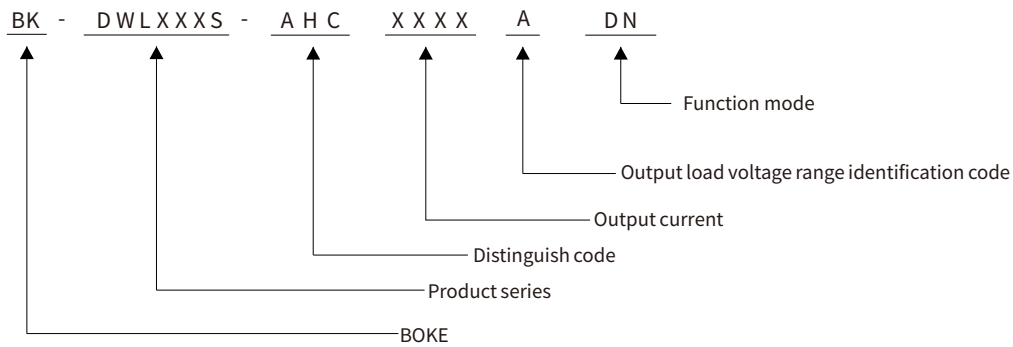 BK - DWLXXXS - AHC XXXX A DN
Function mode
Output load voltage range identification code
Output current
Distinguish code
Product series
BOKE